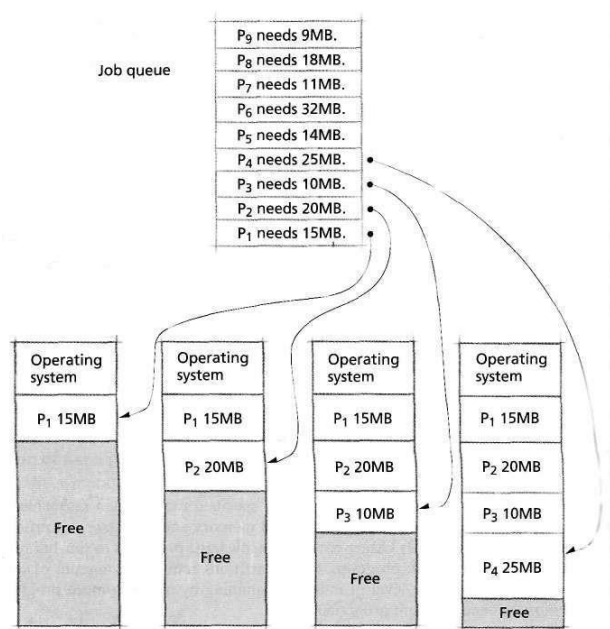 Job queue
P₉ needs 9MB.
P₈ needs 18MB.
P₇ needs 11MB.
P₆ needs 32MB.
P₅ needs 14MB.
P₄ needs 25MB.
P₃ needs 10MB.
P₂ needs 20MB.
P₁ needs 15MB.
Operating
system
P₁ 15MB
Free
Operating
system
P₁ 15MB
P₂ 20MB
Free
Operating
system
P₁ 15MB
P₂ 20MB
P₃ 10MB
Free
Operating
system
P₁ 15MB
P₂ 20MB
P₃ 10MB
P₄ 25MB
Free